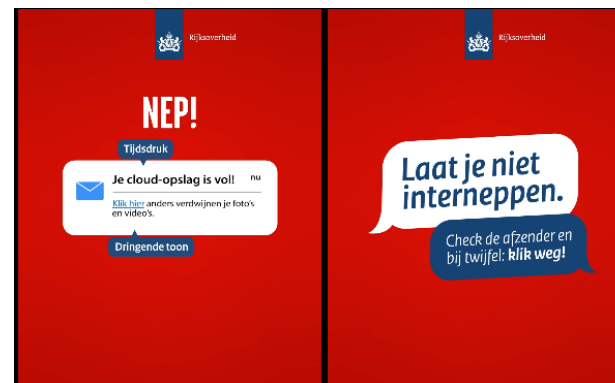 Rijksoverheid
NEP!
Tijdsdruk
Je cloud-opslag is vol! nu
Klik hier anders verdwijnen je foto's
en video's.
Dringende toon
Rijksoverheid
Laat je niet
interneppen.
Check de afzender en
bij twijfel: klik weg!